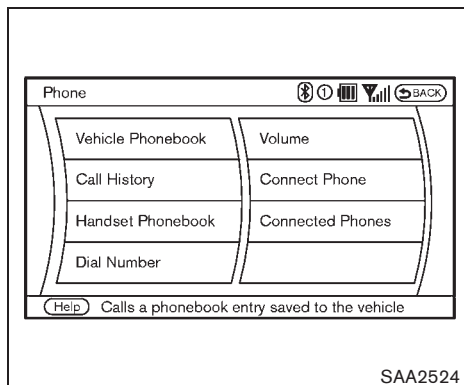 Phone ① BACK
Vehicle Phonebook Volume
Call History Connect Phone
Handset Phonebook Connected Phones
Dial Number
Help Calls a phonebook entry saved to the vehicle
SAA2524